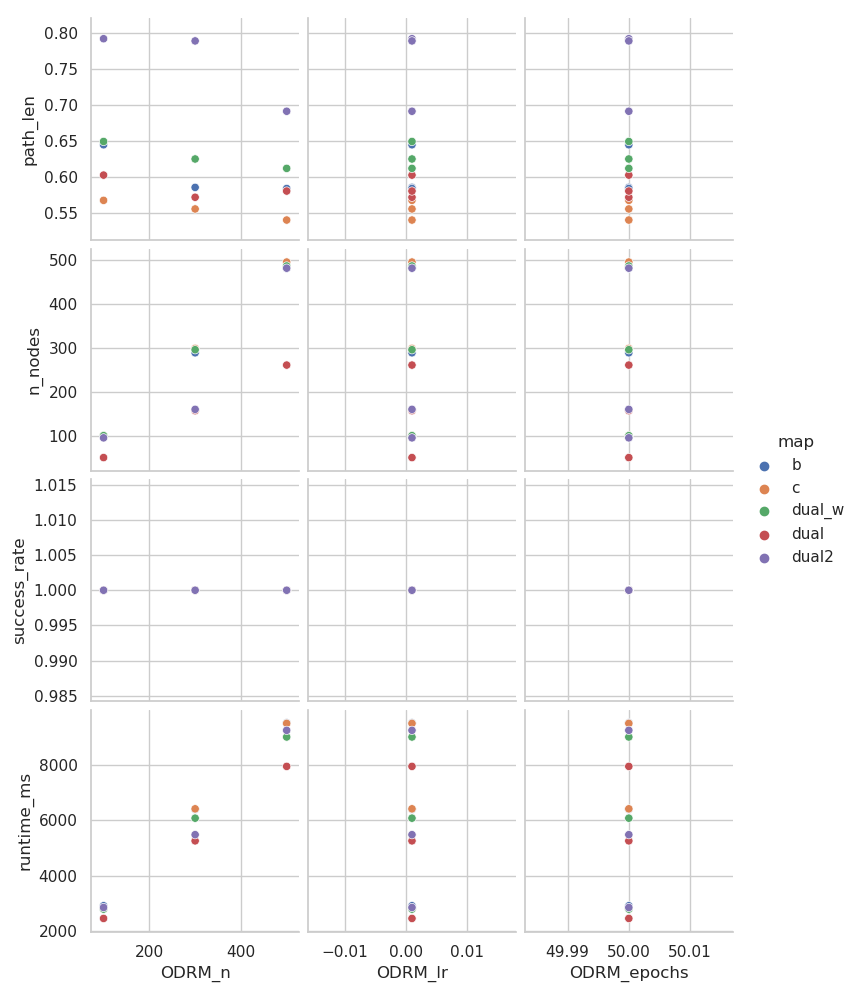 0.80
0.75
0.70
0.65
0.60
0.55
path_len
500
400
300
200
100
n_nodes
1.015
1.010
1.005
1.000
0.995
0.990
0.985
success_rate
8000
6000
4000
2000
runtime_ms
200 400
ODRM_n
−0.01 0.00 0.01
ODRM_lr
49.99 50.00 50.01
ODRM_epochs
map
b
c
dual_w
dual
dual2